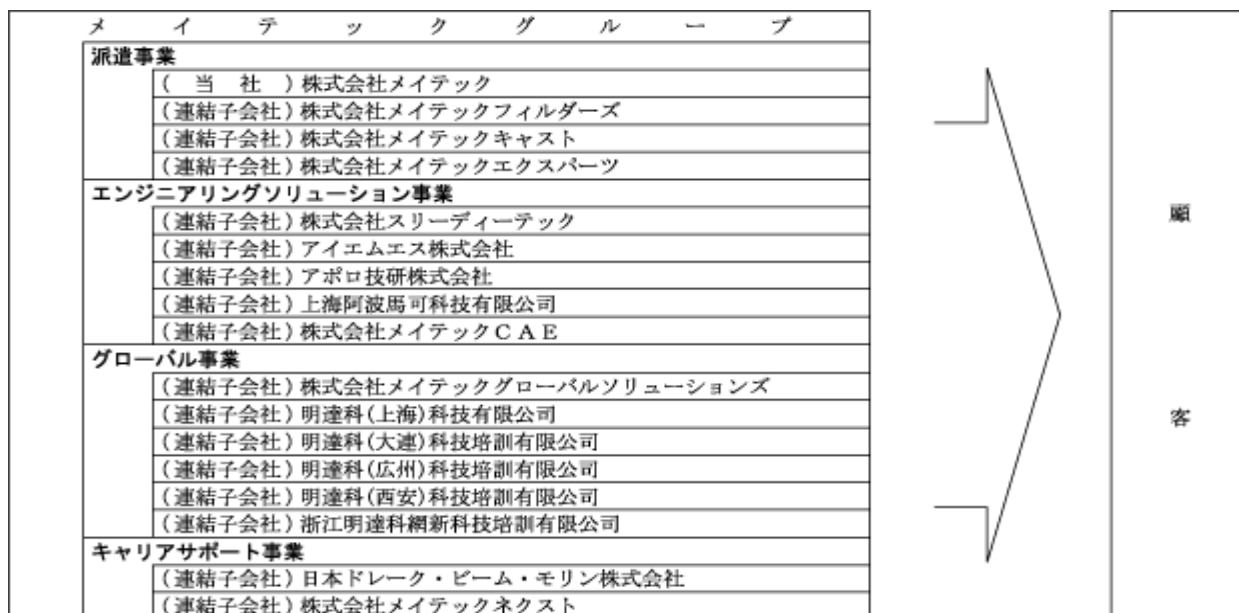 メイテックグループ
派遣事業
(当社)株式会社メイテック
(連結子会社)株式会社メイテックフィルダーズ
(連結子会社)株式会社メイテックキャスト
(連結子会社)株式会社メイテックエクスパーツ
エンジニアリングソリューション事業
(連結子会社)株式会社スリーディーテック
(連結子会社)アイエムエス株式会社
(連結子会社)アポロ技研株式会社
(連結子会社)上海阿波馬可科技有限公司
(連結子会社)株式会社メイテックCAE
グローバル事業
(連結子会社)株式会社メイテックグローバルソリューションズ
(連結子会社)明達科(上海)科技有限公司
(連結子会社)明達科(大連)科技培訓有限公司
(連結子会社)明達科(広州)科技培訓有限公司
(連結子会社)明達科(西安)科技培訓有限公司
(連結子会社)浙江明達科網新科技培訓有限公司
キャリアサポート事業
(連結子会社)日本ドレーク・ビーム・モリン株式会社
(連結子会社)株式会社メイテックネクスト
顧客